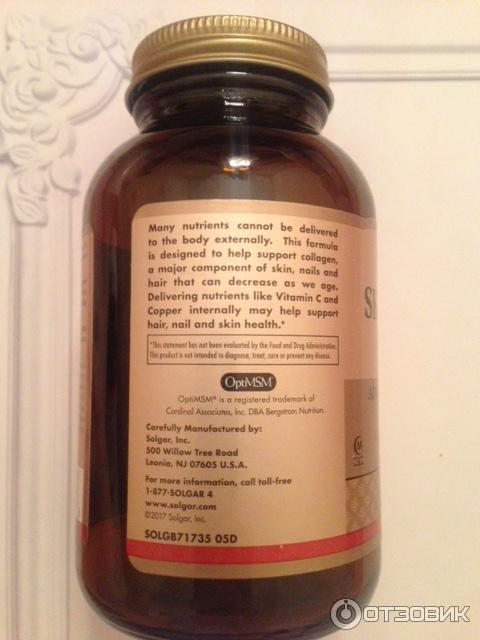 Many nutrients cannot be delivered
to the body externally. This formula
is designed to help support collagen,
a major component of skin, nails and
hair that can decrease as we age.
Delivering nutrients like Vitamin C and
Copper internally may help support
hair, nail and skin health.*
*This statement has not been evaluated by the Food and Drug Administration.
This product is not intended to diagnose, treat, cure or prevent any disease.
OptiMSM®
OptiMSM® is a registered trademark of
Cardinal Associates, Inc. DBA Bergstrom Nutrition.
Carefully Manufactured by:
Solgar, Inc.
500 Willow Tree Road
Leonia, NJ 07605 U.S.A.
For more information, call toll-free
1-877-SOLGAR 4
www.solgar.com
©2017 Solgar, Inc.
SOLGB71735 05D
ОТЗОВИК